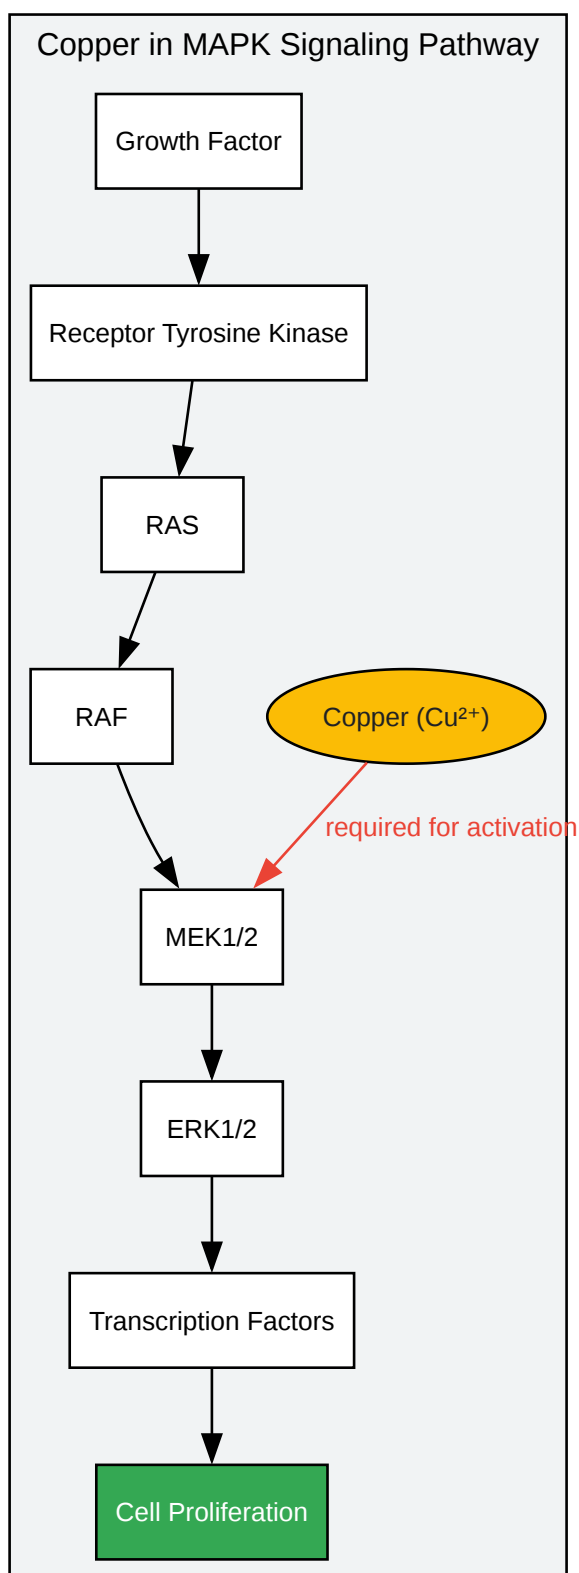 Copper in MAPK Signaling Pathway
Growth Factor
Receptor Tyrosine Kinase
RAS
RAF
Copper (Cu²⁺)
required for activation
MEK1/2
ERK1/2
Transcription Factors
Cell Proliferation